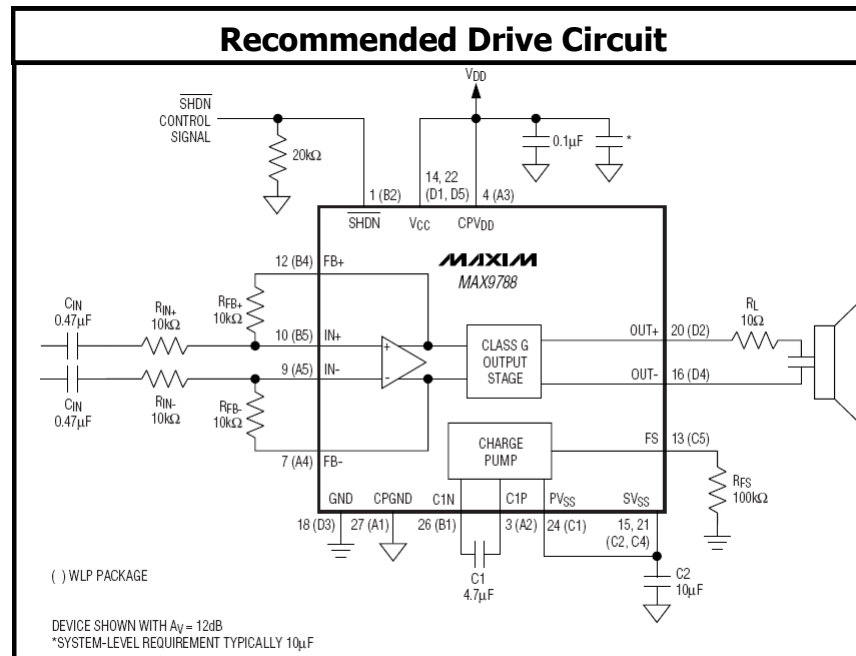 Recommended Drive Circuit
VDD
SHDN
CONTROL
SIGNAL
20kΩ
0.1µF
*
1 (B2)
14, 22
(D1, D5)
4 (A3)
SHDN
VCC
CPVDD
MAXIM
MAX9788
12 (B4)
FB+
CIN
0.47µF
RIN+
10kΩ
RFB+
10kΩ
10 (B5)
IN+
+
9 (A5)
IN-
-
CIN
0.47µF
RIN-
10kΩ
RFB-
10kΩ
7 (A4)
FB-
CLASS G
OUTPUT
STAGE
OUT+
20 (D2)
RL
10Ω
OUT-
16 (D4)
CHARGE
PUMP
FS
13 (C5)
RFS
100kΩ
GND
CPGND
C1N
C1P
PVSS
SVSS
18 (D3)
27 (A1)
26 (B1)
3 (A2)
24 (C1)
15, 21
(C2, C4)
C1
4.7µF
C2
10µF
( ) WLP PACKAGE
DEVICE SHOWN WITH AV = 12dB
*SYSTEM-LEVEL REQUIREMENT TYPICALLY 10µF